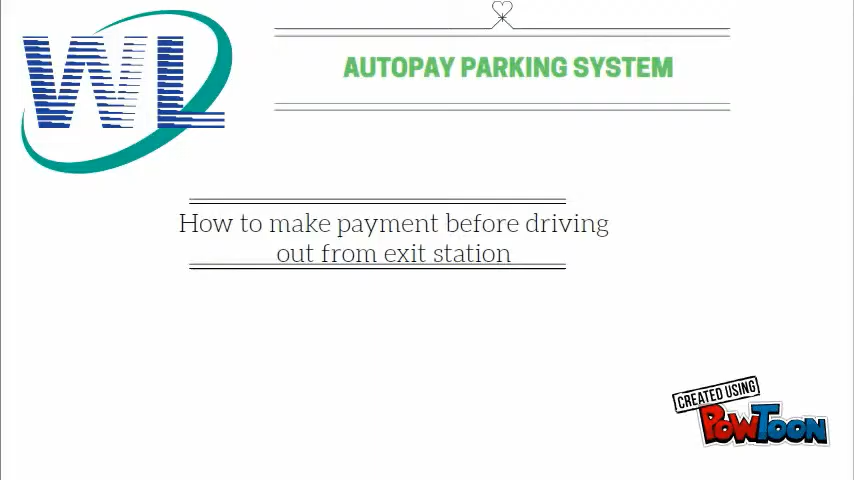 WL
AUTOPAY PARKING SYSTEM
How to make payment before driving
out from exit station
CREATED USING
POWTOON